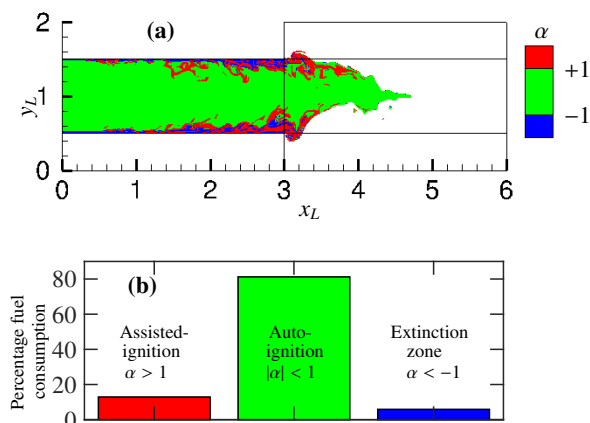 (a)
α
+1
−1
2
1
0
y_L
0 1 2 3 4 5 6
x_L
(b)
Percentage fuel
consumption
80
60
40
20
0
Assisted-
ignition
α > 1
Auto-
ignition
|α| < 1
Extinction
zone
α < −1